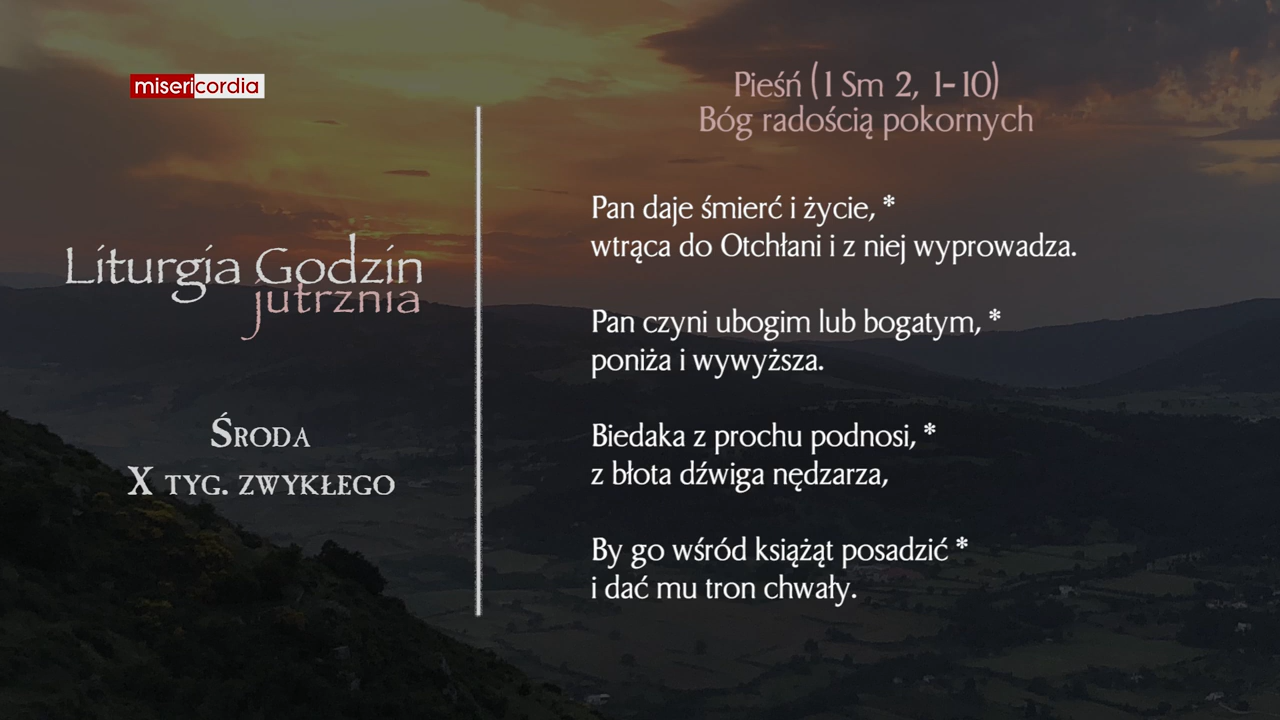 misericordia
Liturgia Godzin
jutrznia
Środa
X tyg. zwykłego
Pieśń (1 Sm 2, 1-10)
Bóg radością pokornych
Pan daje śmierć i życie, *
wtrąca do Otchłani i z niej wyprowadza.
Pan czyni ubogim lub bogatym, *
poniża i wywyższa.
Biedaka z prochu podnosi, *
z błota dźwiga nędzarza,
By go wśród książąt posadzić *
i dać mu tron chwały.